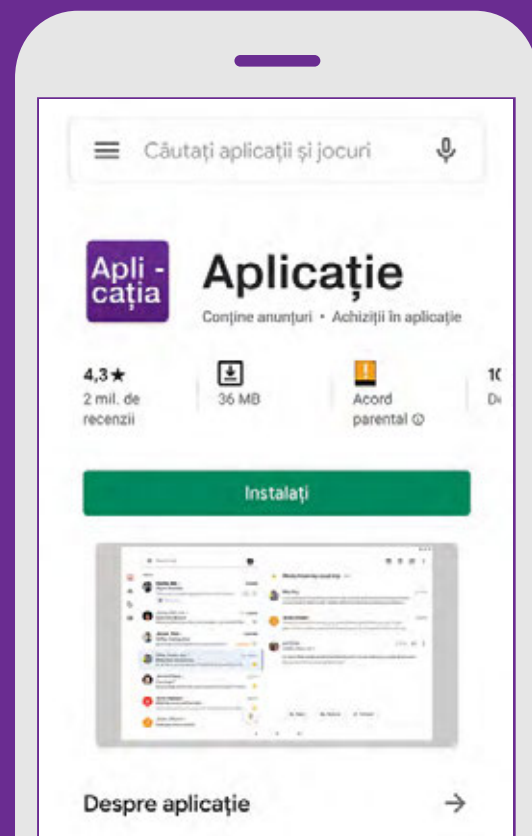 Căutați aplicații și jocuri
Apli -
cația
Aplicație
Conține anunțuri • Achiziții în aplicație
4,3★
2 mil. de
recenzii
36 MB
Acord
parental
Instalați
Despre aplicație